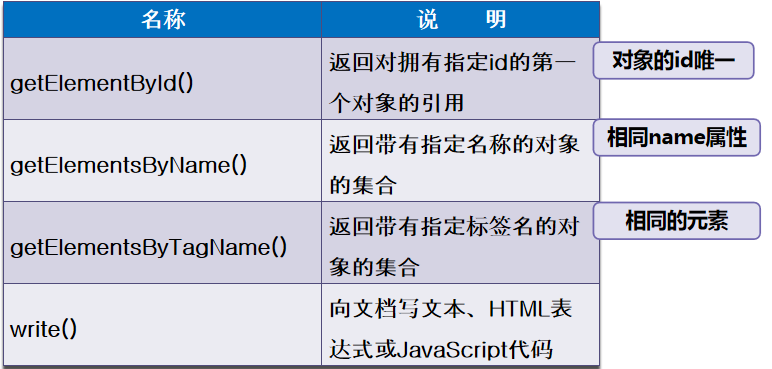 名称
说 明
getElementById()
返回对拥有指定id的第一
个对象的引用
对象的id唯一
getElementsByName()
返回带有指定名称的对象
的集合
相同name属性
getElementsByTagName()
返回带有指定标签名的对
象的集合
相同的元素
write()
向文档写文本、HTML表
达式或JavaScript代码